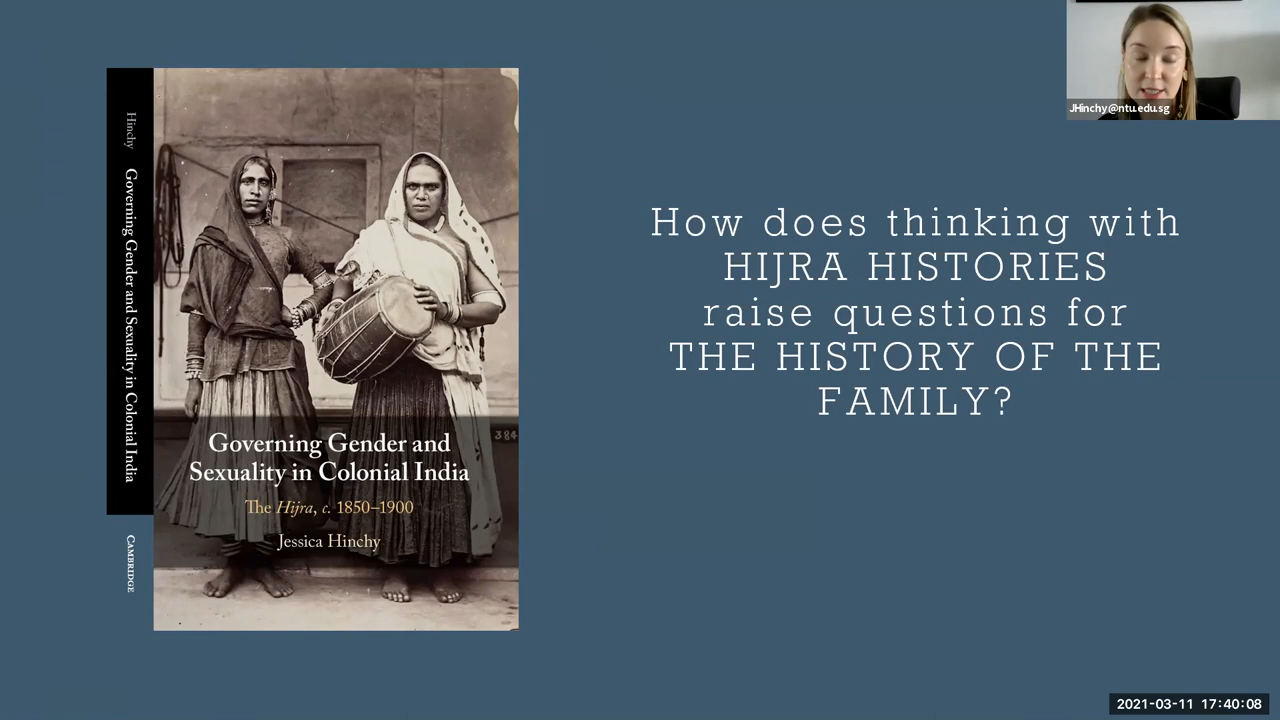 JHinchy@ntu.edu.sg
Hinchy
Governing Gender and Sexuality in Colonial India
CAMBRIDGE
384
Governing Gender and
Sexuality in Colonial India
The Hijra, c. 1850–1900
Jessica Hinchy
How does thinking with
HIJRA HISTORIES
raise questions for
THE HISTORY OF THE
FAMILY?
2021-03-11 17:40:08